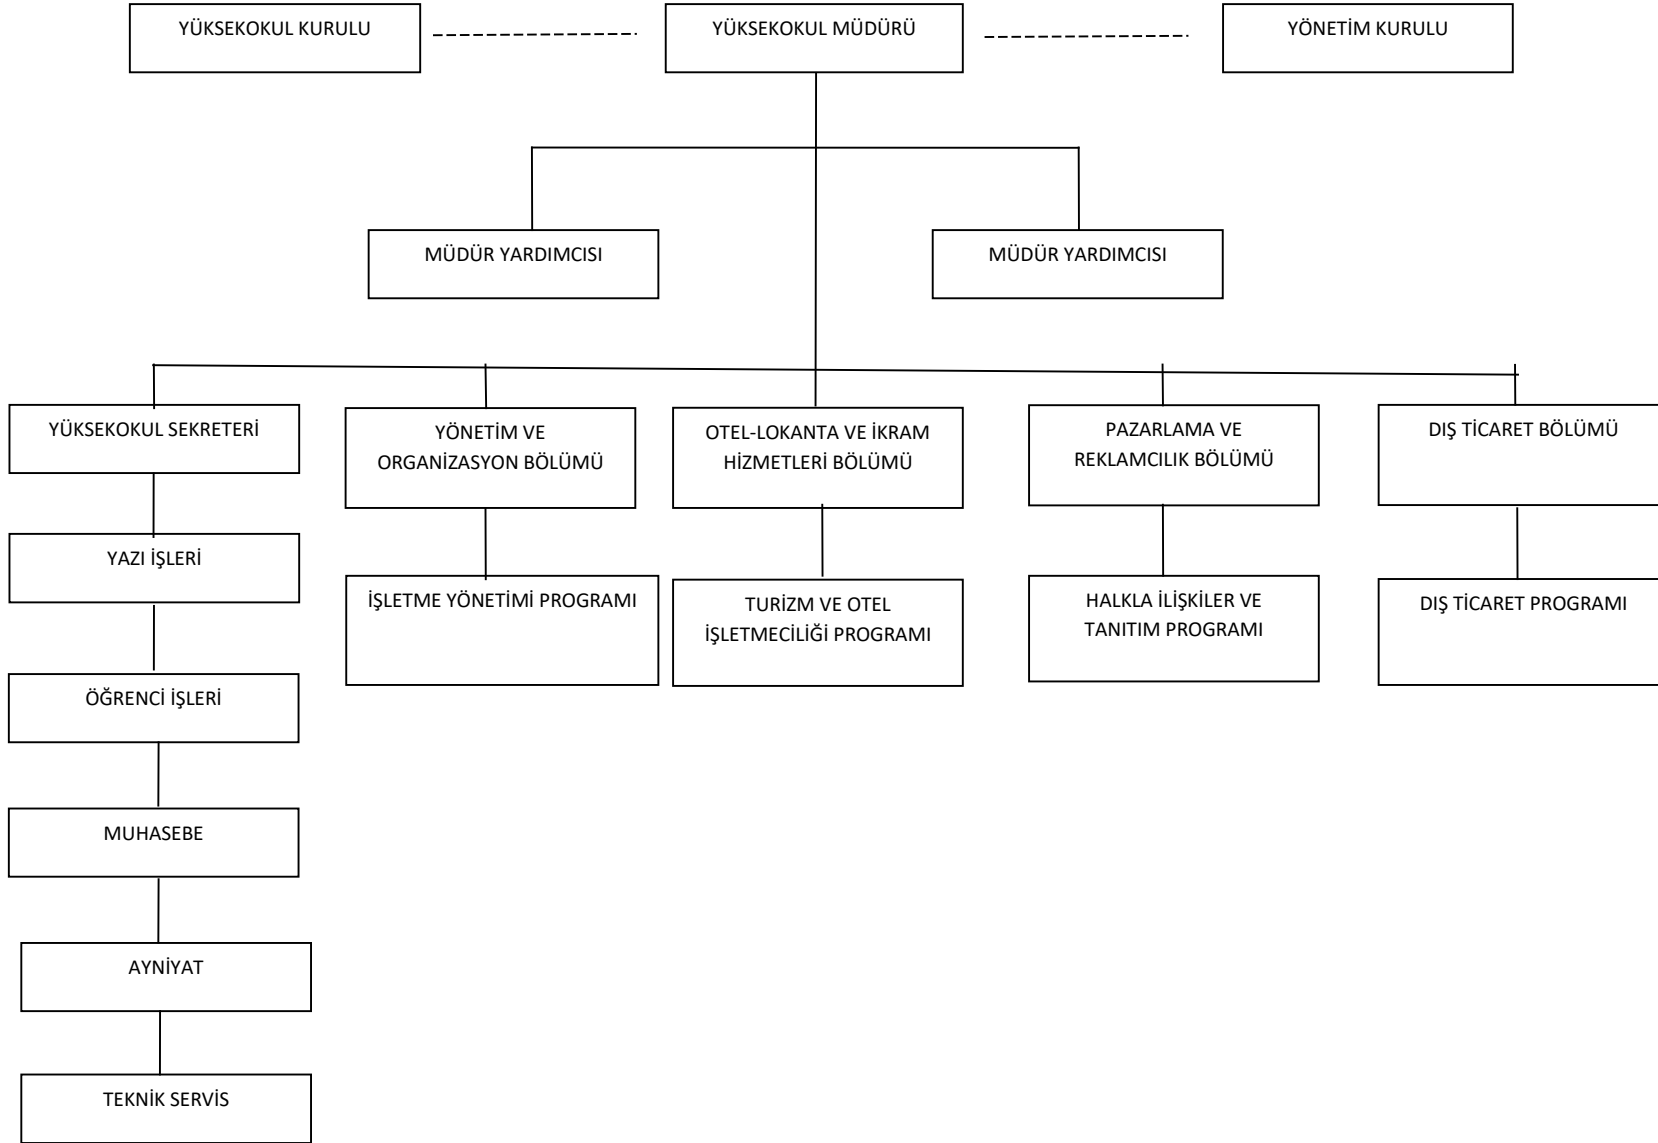 YÜKSEKOKUL KURULU
YÜKSEKOKUL MÜDÜRÜ
YÖNETİM KURULU
MÜDÜR YARDIMCISI
MÜDÜR YARDIMCISI
YÜKSEKOKUL SEKRETERİ
YÖNETİM VE
ORGANİZASYON BÖLÜMÜ
OTEL-LOKANTA VE İKRAM
HİZMETLERİ BÖLÜMÜ
PAZARLAMA VE
REKLAMCILIK BÖLÜMÜ
DIŞ TİCARET BÖLÜMÜ
YAZI İŞLERİ
İŞLETME YÖNETİMİ PROGRAMI
TURİZM VE OTEL
İŞLETMECİLİĞİ PROGRAMI
HALKLA İLİŞKİLER VE
TANITIM PROGRAMI
DIŞ TİCARET PROGRAMI
ÖĞRENCİ İŞLERİ
MUHASEBE
AYNİYAT
TEKNİK SERVİS